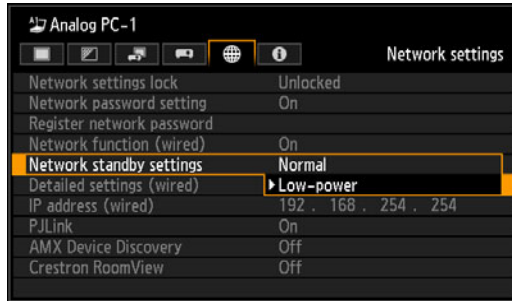 Analog PC-1
Network settings
Network settings lock Unlocked
Network password setting On
Register network password
Network function (wired) On
Network standby settings Normal
Detailed settings (wired) Low-power
IP address (wired) 192 . 168 . 254 . 254
PJLink On
AMX Device Discovery Off
Crestron RoomView Off